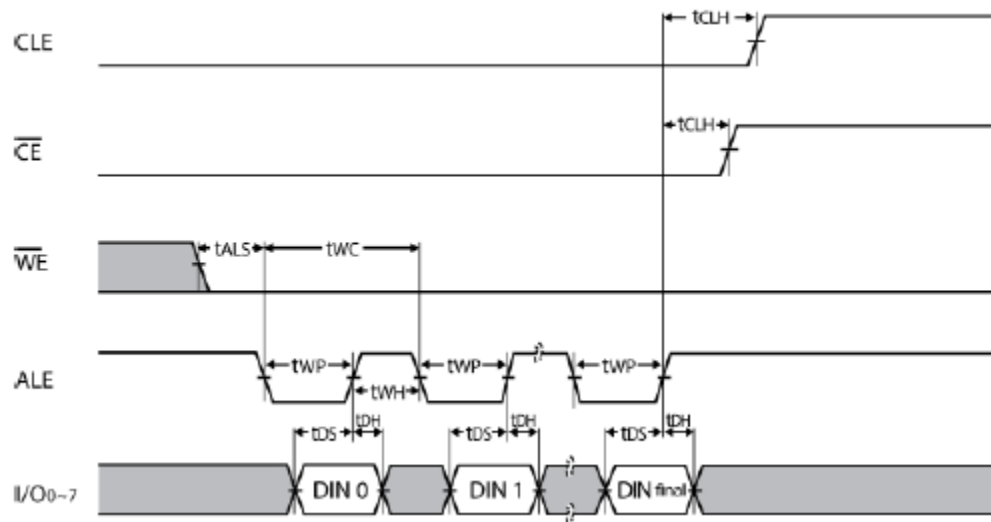 CLE
tCLH
CE
tCLH
WE
tALS
tWC
ALE
tWP
tWH
tWP
tWP
tDS
tDH
tDS
tDH
tDS
tDH
I/O0~7
DIN 0
DIN 1
DIN final